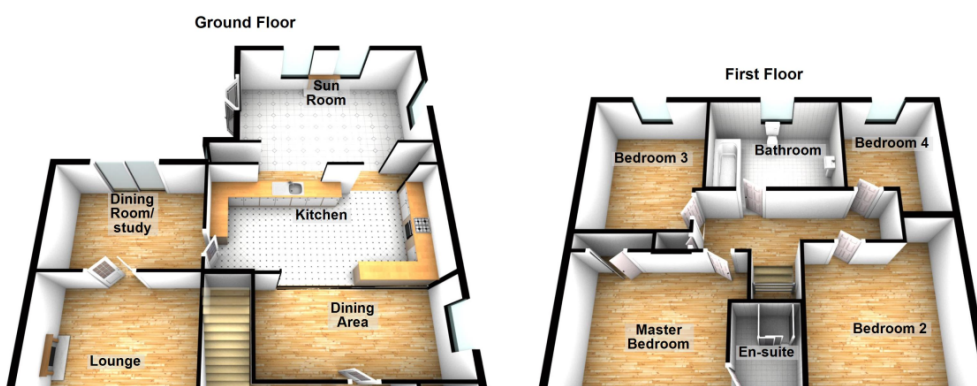 Ground Floor
Sun
Room
Dining
Room/
study
Kitchen
Dining
Area
Lounge
First Floor
Bedroom 3
Bathroom
Bedroom 4
Master
Bedroom
En-suite
Bedroom 2